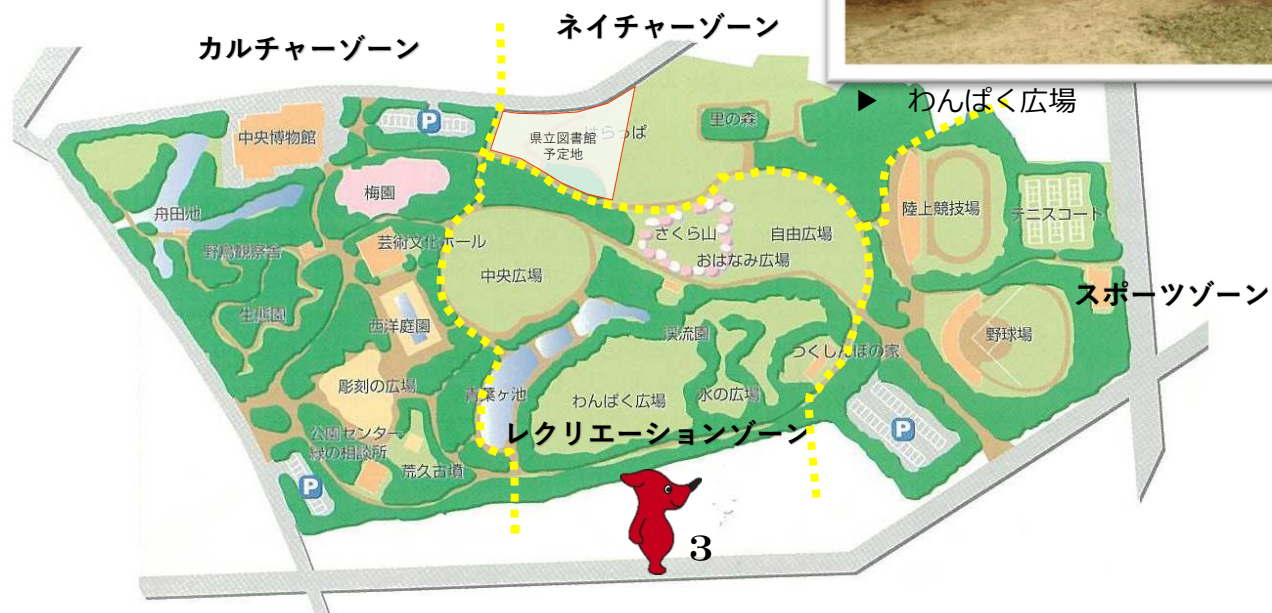 カルチャーゾーン
ネイチャーゾーン
▶ わんぱく広場
P
中央博物館
県立図書館
予定地
らっぱ
里の森
梅園
陸上競技場
テニスコート
舟田池
さくら山
自由広場
芸術文化ホール
野鳥観察舎
おはなみ広場
中央広場
スポーツゾーン
生態園
西洋庭園
渓流園
野球場
つくしんぼの家
彫刻の広場
青葉ヶ池
わんぱく広場
水の広場
公園センター
緑の相談所
レクリエーションゾーン
P
荒久古墳
P
3